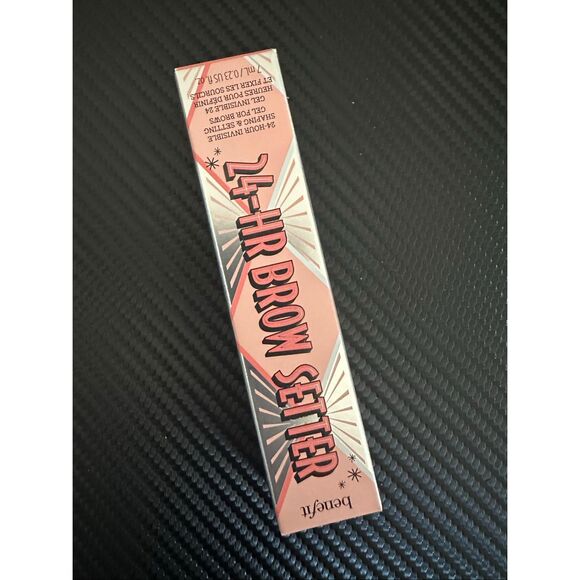 24-HOUR INVISIBLE
SHAPING & SETTING
GEL FOR BROWS
GEL INVISIBLE 24
HEURES POUR DÉFINIR
ET FIXER LES SOURCILS
7 mL / 0.23 US fl. oz
24-HR BROW SETTER
benefit